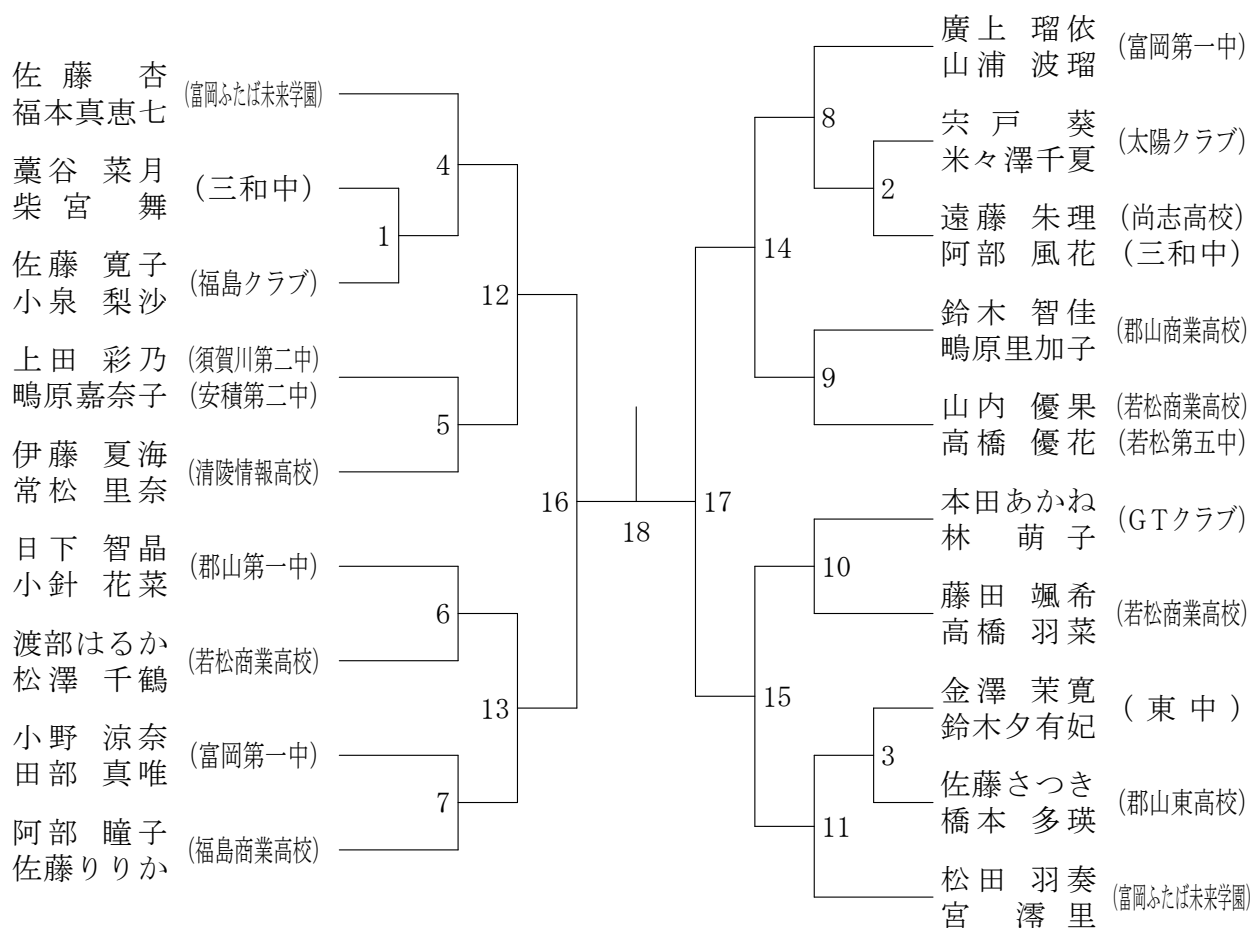 佐藤 杏
福本真恵七
(富岡ふたば未来学園)
藁谷 菜月
柴宮 舞
(三和中)
佐藤 寛子
小泉 梨沙
(福島クラブ)
上田 彩乃 (須賀川第二中)
鴫原嘉奈子 (安積第二中)
伊藤 夏海
常松 里奈
(清陵情報高校)
日下 智晶
小針 花菜
(郡山第一中)
渡部はるか
松澤 千鶴
(若松商業高校)
小野 涼奈
田部 真唯
(富岡第一中)
阿部 瞳子
佐藤りりか
(福島商業高校)
1
4
5
6
7
12
13
16
18
17
14
15
8
9
10
11
2
3
廣上 瑠依
山浦 波瑠
(富岡第一中)
宍戸 葵
米々澤千夏
(太陽クラブ)
遠藤 朱理 (尚志高校)
阿部 風花 (三和中)
鈴木 智佳
鴫原里加子
(郡山商業高校)
山内 優果 (若松商業高校)
高橋 優花 (若松第五中)
本田あかね
林 萌子
(GTクラブ)
藤田 颯希
高橋 羽菜
(若松商業高校)
金澤 茉寛
鈴木夕有妃
(東中)
佐藤さつき
橋本 多瑛
(郡山東高校)
松田 羽奏
宮 澪里
(富岡ふたば未来学園)